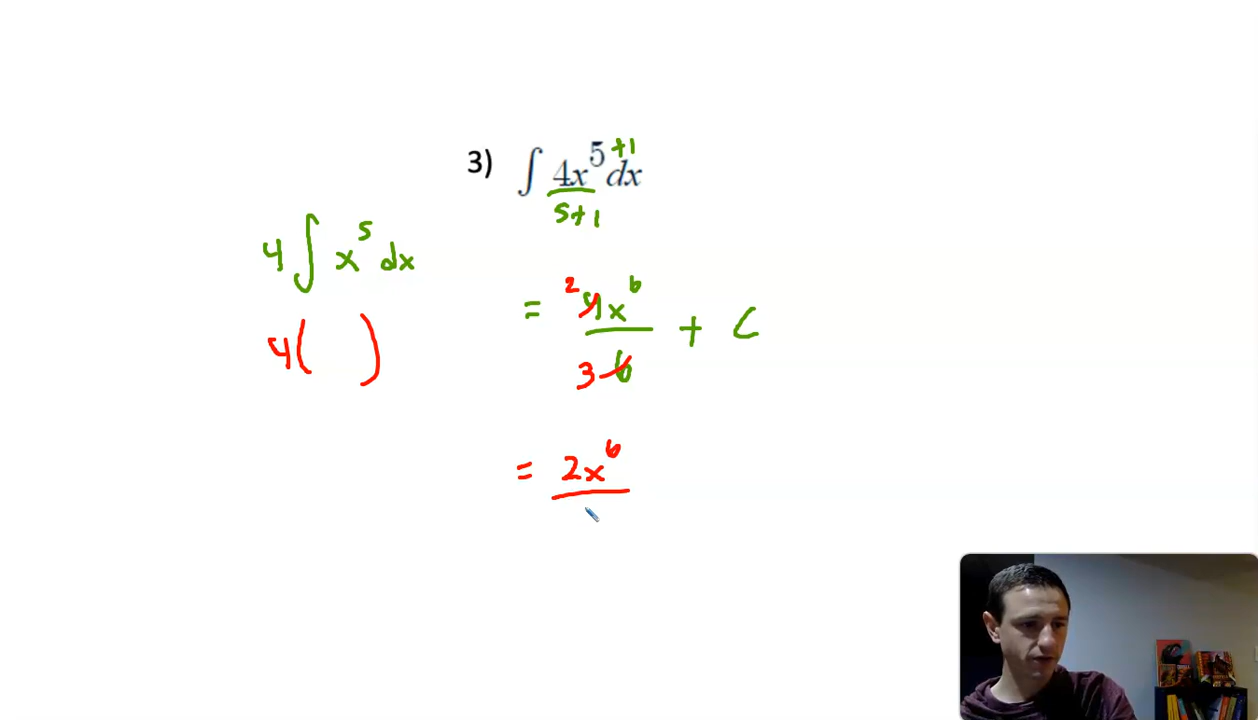 3) ∫ 4x^5 dx +1
5+1
4 ∫ x^5 dx
= 2 4x^6 / 3 6 + C
4( )
= 2x^6